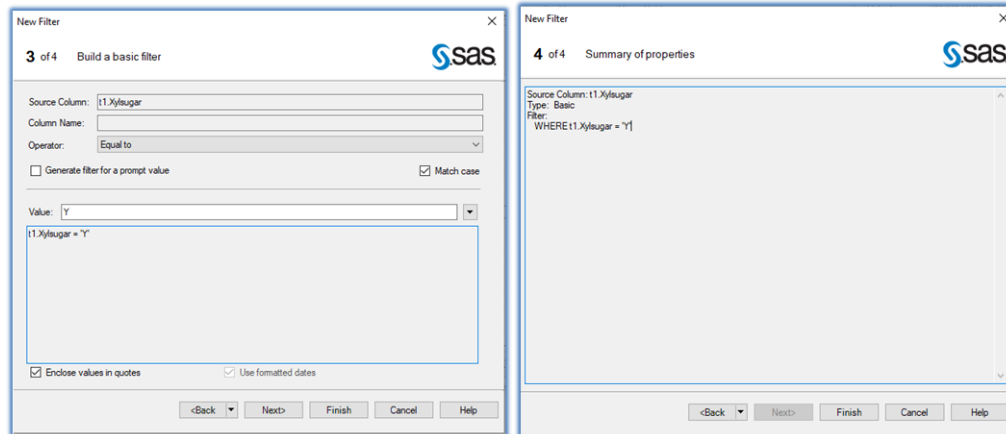 New Filter
3 of 4 Build a basic filter
sas
Source Column: t1.Xylsugar
Column Name:
Operator: Equal to
Generate filter for a prompt value
Match case
Value: Y
t1.Xylsugar = 'Y'
Enclose values in quotes
Use formatted dates
<Back
Next>
Finish
Cancel
Help
New Filter
4 of 4 Summary of properties
sas
Source Column: t1.Xylsugar
Type: Basic
Filter:
WHERE t1.Xylsugar = 'Y'
<Back
Next>
Finish
Cancel
Help